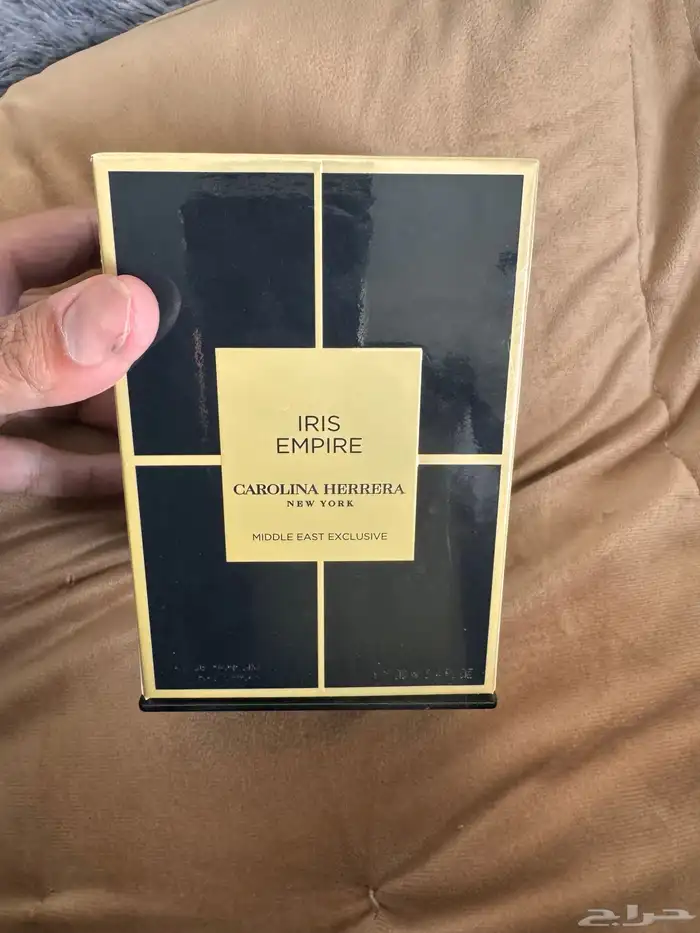 IRIS
EMPIRE
CAROLINA HERRERA
NEW YORK
MIDDLE EAST EXCLUSIVE
حراج